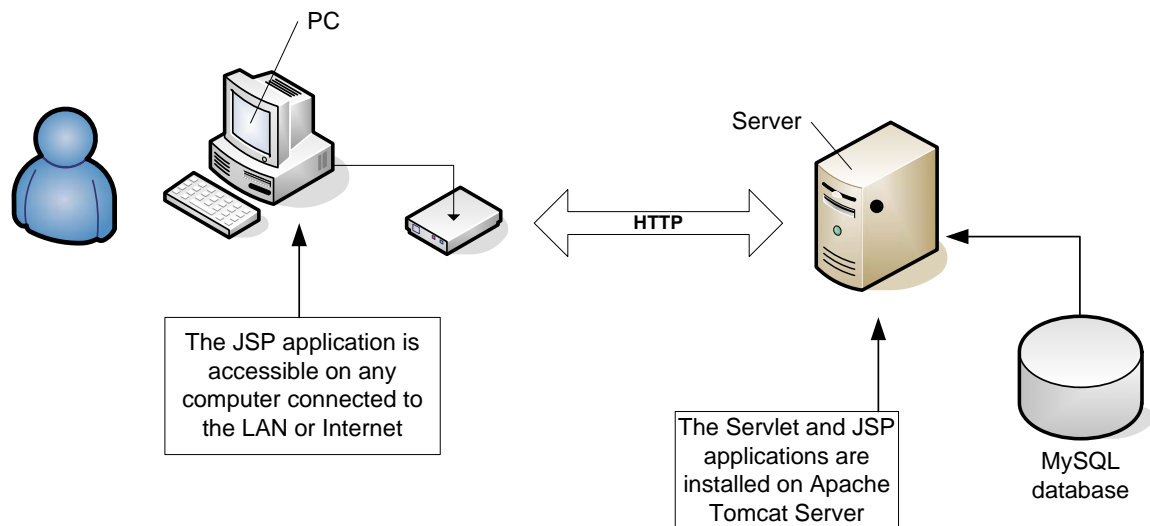 PC
Server
HTTP
The JSP application is
accessible on any
computer connected to
the LAN or Internet
The Servlet and JSP
applications are
installed on Apache
Tomcat Server
MySQL
database